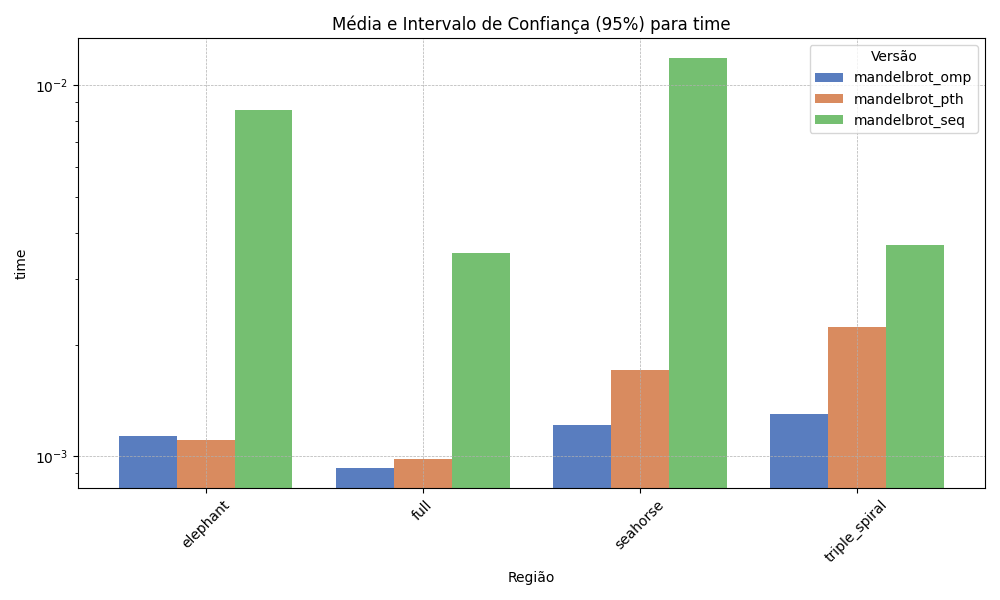 Média e Intervalo de Confiança (95%) para time
Versão
mandelbrot_omp
mandelbrot_pth
mandelbrot_seq
time
10⁻²
10⁻³
elephant
full
seahorse
triple_spiral
Região